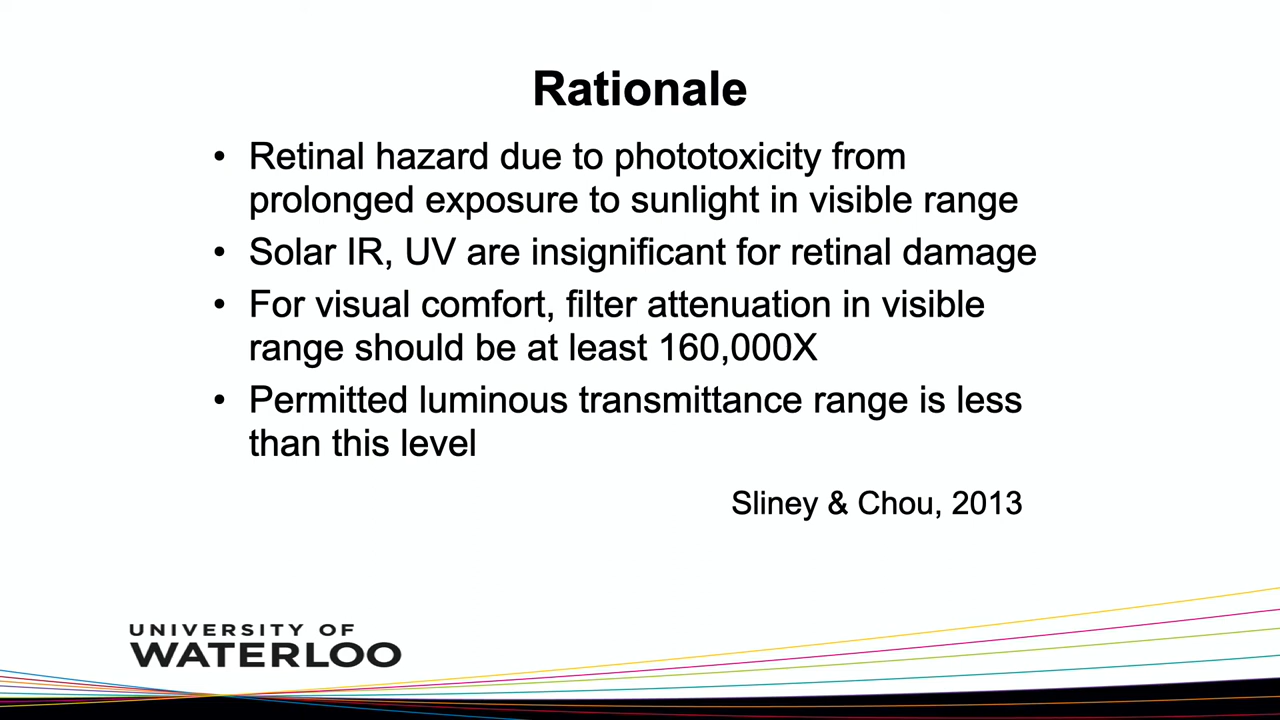 Rationale
• Retinal hazard due to phototoxicity from
prolonged exposure to sunlight in visible range
• Solar IR, UV are insignificant for retinal damage
• For visual comfort, filter attenuation in visible
range should be at least 160,000X
• Permitted luminous transmittance range is less
than this level
Sliney & Chou, 2013
UNIVERSITY OF
WATERLOO